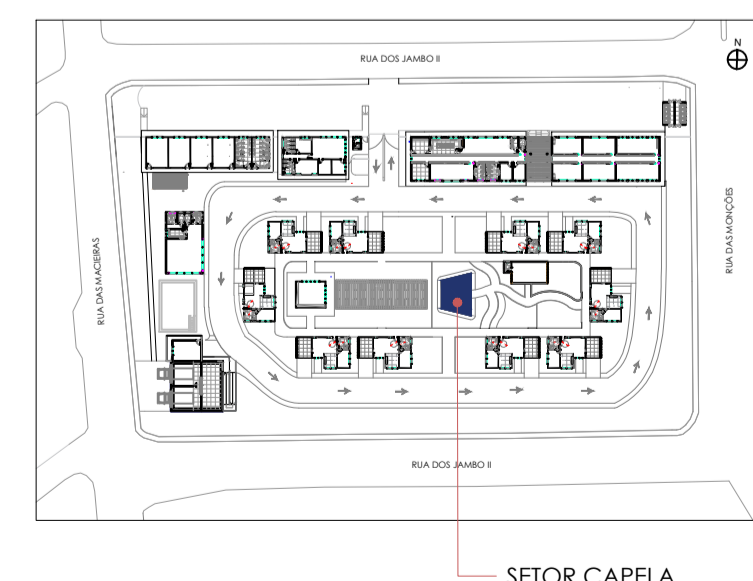 RUA DOS JAMBO II
N
RUA DAS MACIEIRAS
RUA DAS MONÇÕES
RUA DOS JAMBO II
SETOR CAPELA